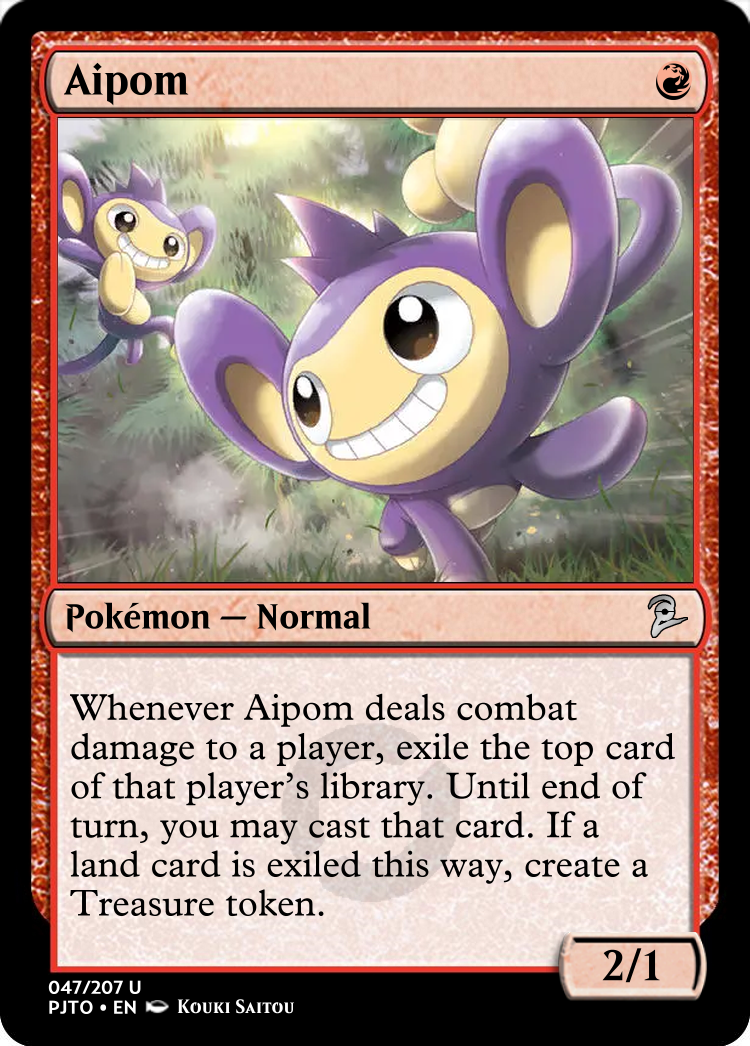 Aipom
Pokémon — Normal
Whenever Aipom deals combat
damage to a player, exile the top card
of that player's library. Until end of
turn, you may cast that card. If a
land card is exiled this way, create a
Treasure token.
2/1
047/207 U
PJTO • EN Kouki Saitou